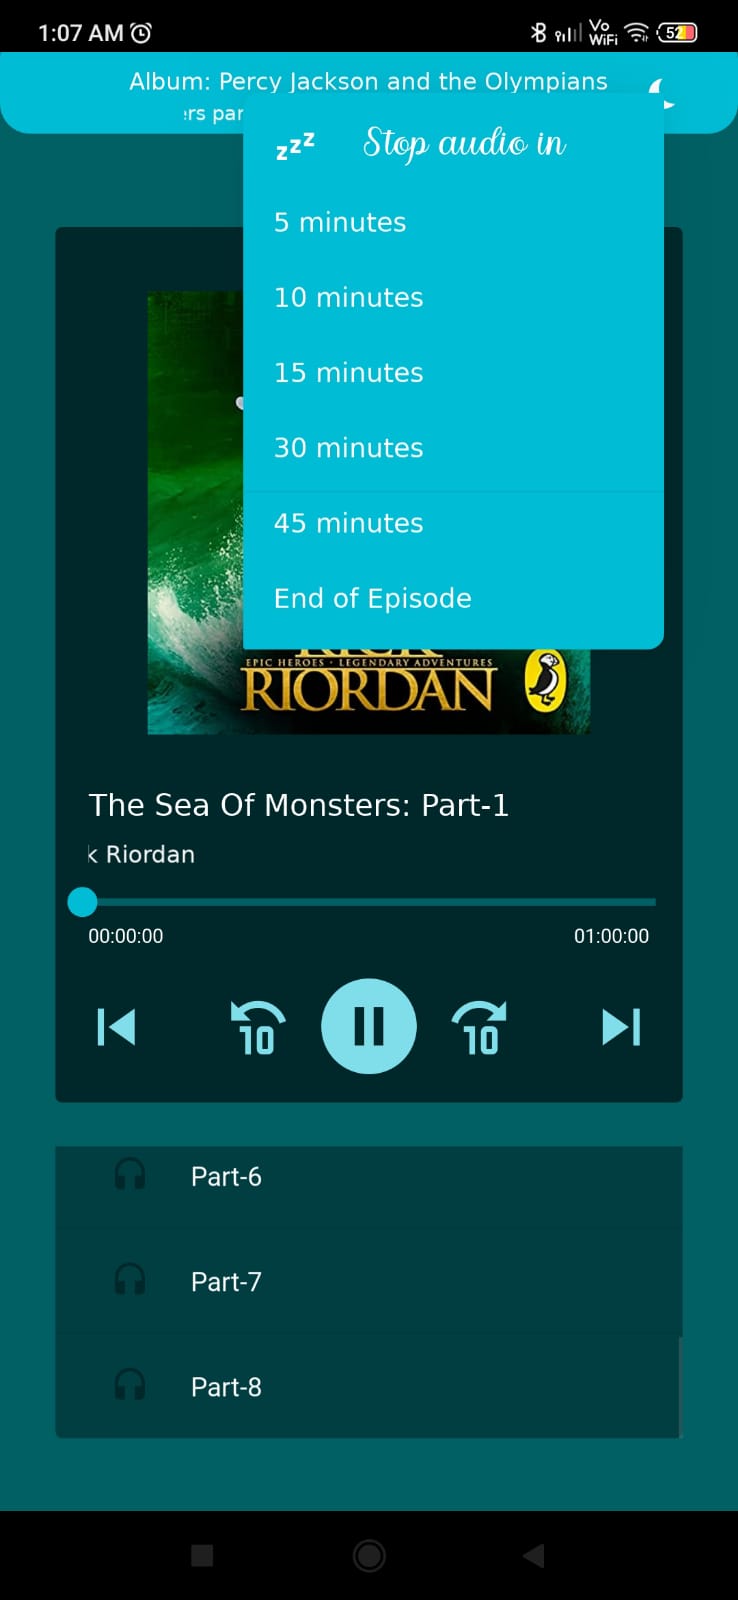 1:07 AM
Vo
WiFi
52
Album: Percy Jackson and the Olympians
ers par
zzz Stop audio in
5 minutes
10 minutes
15 minutes
30 minutes
45 minutes
End of Episode
EPIC HEROES · LEGENDARY ADVENTURES
RIORDAN
The Sea Of Monsters: Part-1
k Riordan
00:00:00 01:00:00
10 10
Part-6
Part-7
Part-8